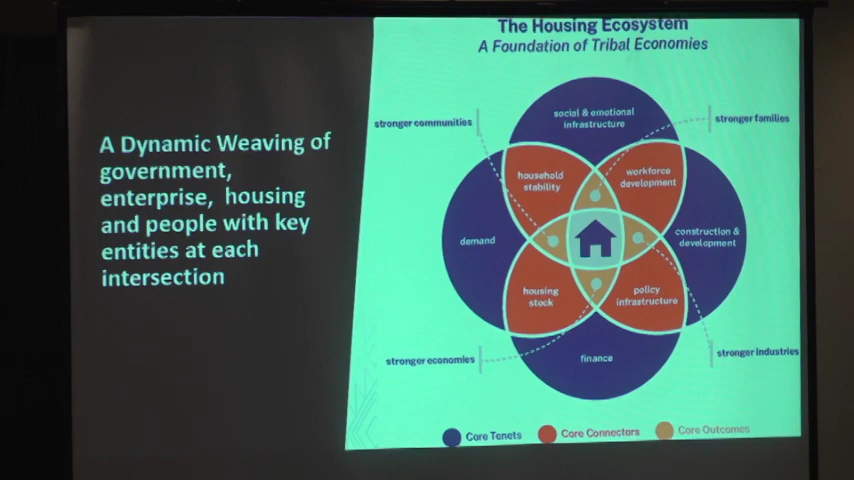 The Housing Ecosystem
A Foundation of Tribal Economies
A Dynamic Weaving of
government,
enterprise, housing
and people with key
entities at each
intersection
stronger communities
social & emotional
infrastructure
stronger families
household
stability
workforce
development
demand
construction &
development
housing
stock
policy
infrastructure
stronger economies
finance
stronger industries
Core Tenets
Core Connectors
Core Outcomes